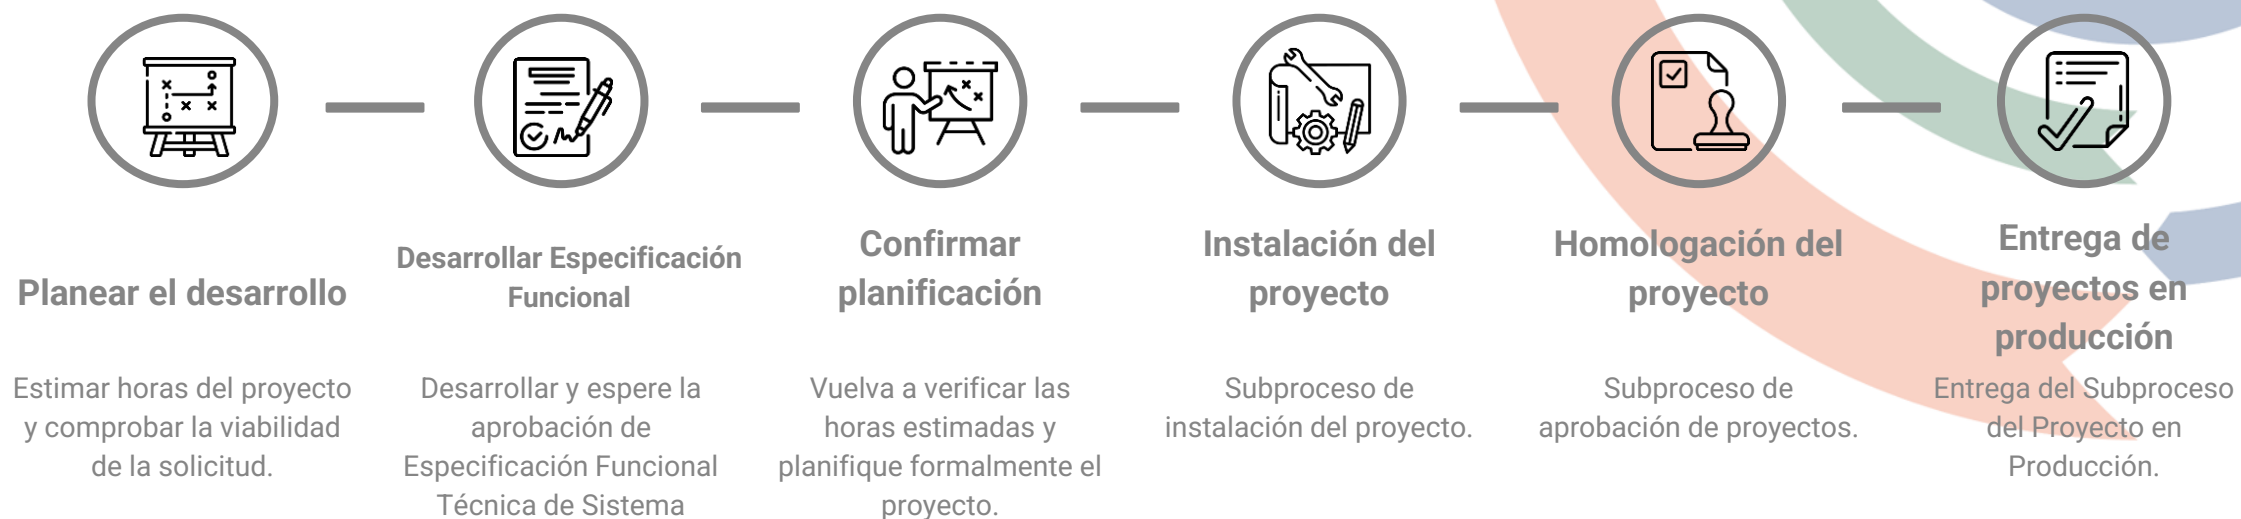 Planear el desarrollo
Estimar horas del proyecto
y comprobar la viabilidad
de la solicitud.
Desarrollar Especificación
Funcional
Desarrollar y espere la
aprobación de
Especificación Funcional
Técnica de Sistema
Confirmar
planificación
Vuelva a verificar las
horas estimadas y
planifique formalmente el
proyecto.
Instalación del
proyecto
Subproceso de
instalación del proyecto.
Homologación del
proyecto
Subproceso de
aprobación de proyectos.
Entrega de
proyectos en
producción
Entrega del Subproceso
del Proyecto en
Producción.